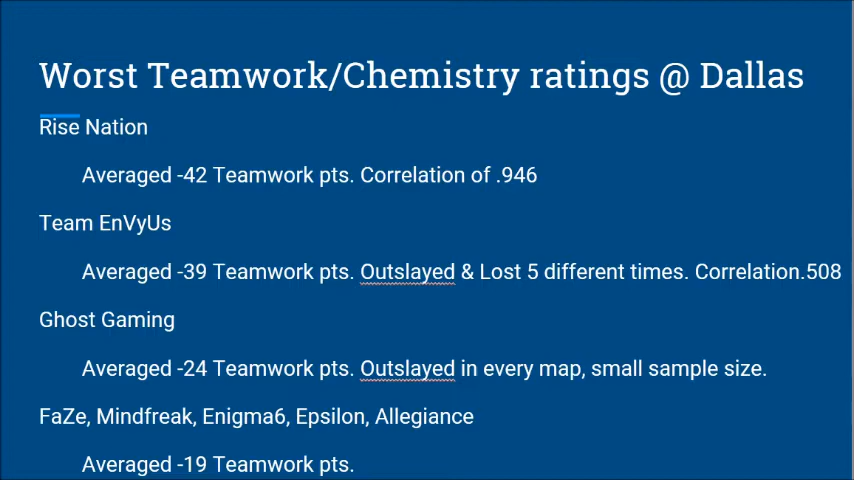 Worst Teamwork/Chemistry ratings @ Dallas
Rise Nation
Averaged -42 Teamwork pts. Correlation of .946
Team EnVyUs
Averaged -39 Teamwork pts. Outslayed & Lost 5 different times. Correlation.508
Ghost Gaming
Averaged -24 Teamwork pts. Outslayed in every map, small sample size.
FaZe, Mindfreak, Enigma6, Epsilon, Allegiance
Averaged -19 Teamwork pts.